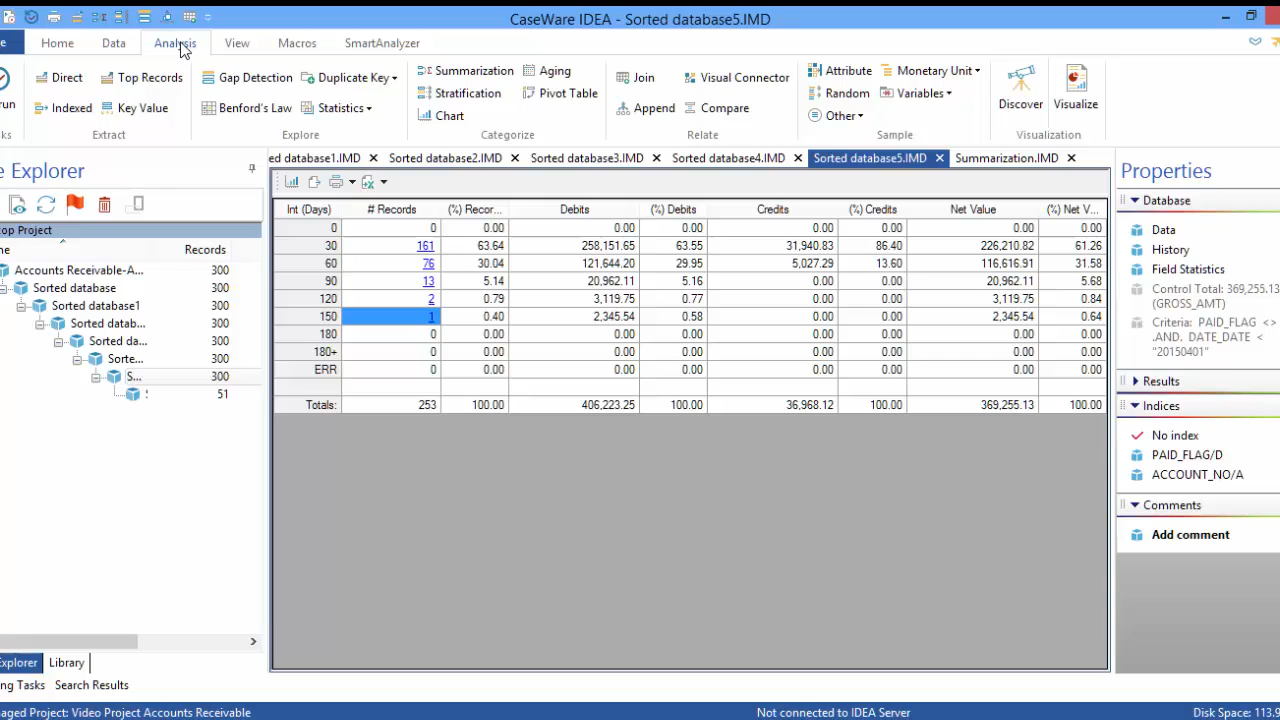 CaseWare IDEA - Sorted database5.IMD
Home Data Analysis View Macros SmartAnalyzer
Direct Top Records Gap Detection Duplicate Key Summarization Aging Join Visual Connector Attribute Monetary Unit
Indexed Key Value Benford's Law Statistics Stratification Pivot Table Append Compare Random Variables Discover Visualize
Chart Other
Extract Explore Categorize Relate Sample Visualization
e Explorer
ed database1.IMD Sorted database2.IMD Sorted database3.IMD Sorted database4.IMD Sorted database5.IMD Summarization.IMD
top Project
Records
Accounts Receivable-A... 300
Sorted database 300
Sorted database1 300
Sorted datab... 300
Sorted da... 300
Sorte... 300
S... 300
51
Int (Days) # Records (%) Recor... Debits (%) Debits Credits (%) Credits Net Value (%) Net V...
0 0 0.00 0.00 0.00 0.00 0.00 0.00 0.00
30 161 63.64 258,151.65 63.55 31,940.83 86.40 226,210.82 61.26
60 76 30.04 121,644.20 29.95 5,027.29 13.60 116,616.91 31.58
90 13 5.14 20,962.11 5.16 0.00 0.00 20,962.11 5.68
120 2 0.79 3,119.75 0.77 0.00 0.00 3,119.75 0.84
150 1 0.40 2,345.54 0.58 0.00 0.00 2,345.54 0.64
180 0 0.00 0.00 0.00 0.00 0.00 0.00 0.00
180+ 0 0.00 0.00 0.00 0.00 0.00 0.00 0.00
ERR 0 0.00 0.00 0.00 0.00 0.00 0.00 0.00
Totals: 253 100.00 406,223.25 100.00 36,968.12 100.00 369,255.13 100.00
Properties
Database
Data
History
Field Statistics
Control Total: 369,255.13
(GROSS_AMT)
Criteria: PAID_FLAG <>
.AND. DATE_DATE <
"20150401"
Results
Indices
No index
PAID_FLAG/D
ACCOUNT_NO/A
Comments
Add comment
Explorer Library
ng Tasks Search Results
aged Project: Video Project Accounts Receivable Not connected to IDEA Server Disk Space: 113.9